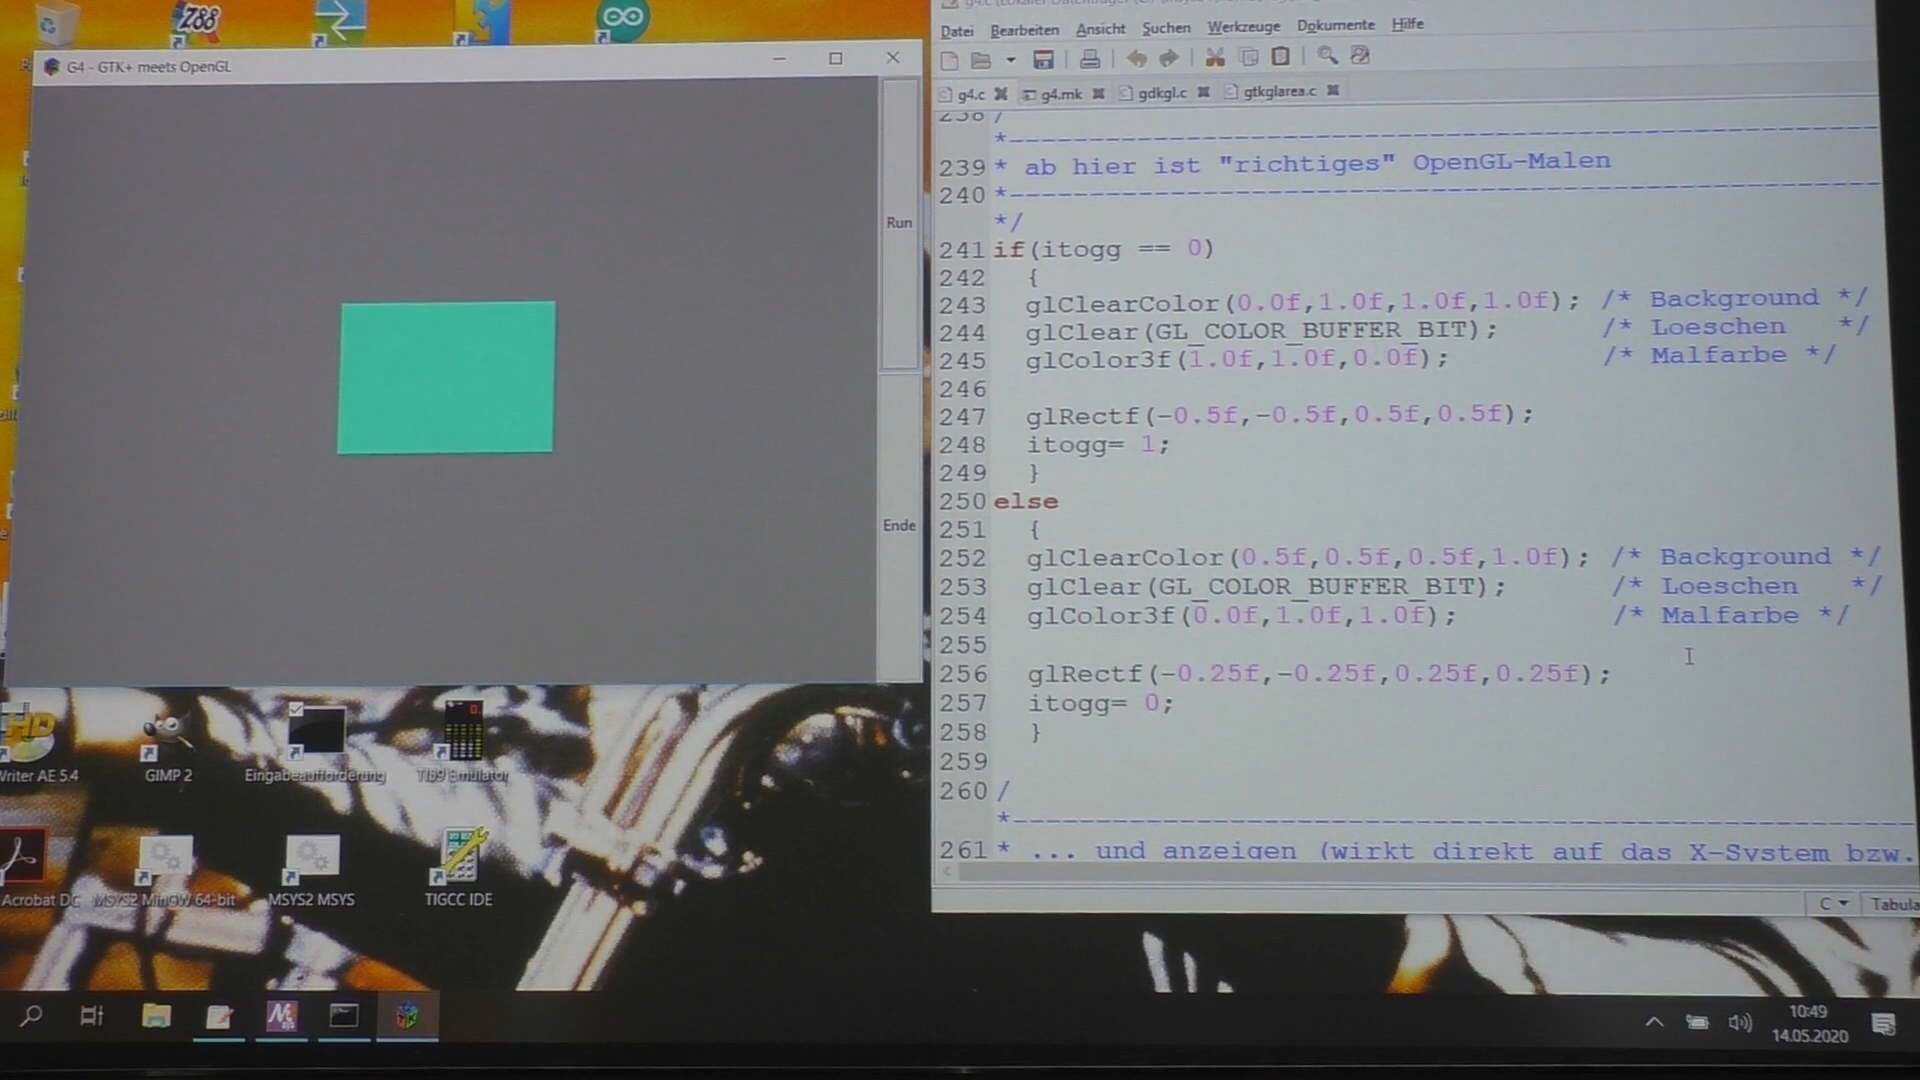 Z88
G4 - GTK+ meets OpenGL
Run
Ende
Datei Bearbeiten Ansicht Suchen Werkzeuge Dokumente Hilfe
g4.c g4.mk gdkgl.c gtkglarea.c
238 /
*
239 * ab hier ist "richtiges" OpenGL-Malen
240 *
*/
241 if(itogg == 0)
242 {
243 glClearColor(0.0f,1.0f,1.0f,1.0f); /* Background */
244 glClear(GL_COLOR_BUFFER_BIT); /* Loeschen */
245 glColor3f(1.0f,1.0f,0.0f); /* Malfarbe */
246
247 glRectf(-0.5f,-0.5f,0.5f,0.5f);
248 itogg= 1;
249 }
250 else
251 {
252 glClearColor(0.5f,0.5f,0.5f,1.0f); /* Background */
253 glClear(GL_COLOR_BUFFER_BIT); /* Loeschen */
254 glColor3f(0.0f,1.0f,1.0f); /* Malfarbe */
255
256 glRectf(-0.25f,-0.25f,0.25f,0.25f);
257 itogg= 0;
258 }
259
260 /
*
261 * ... und anzeigen (wirkt direkt auf das X-System bzw.
C Tabula
HD
Writer AE 5.4
GIMP 2
Eingabeaufforderung
TI89 Emulator
Acrobat DC
MSYS2 MinGW 64-bit
MSYS2 MSYS
TIGCC IDE
10:49
14.05.2020